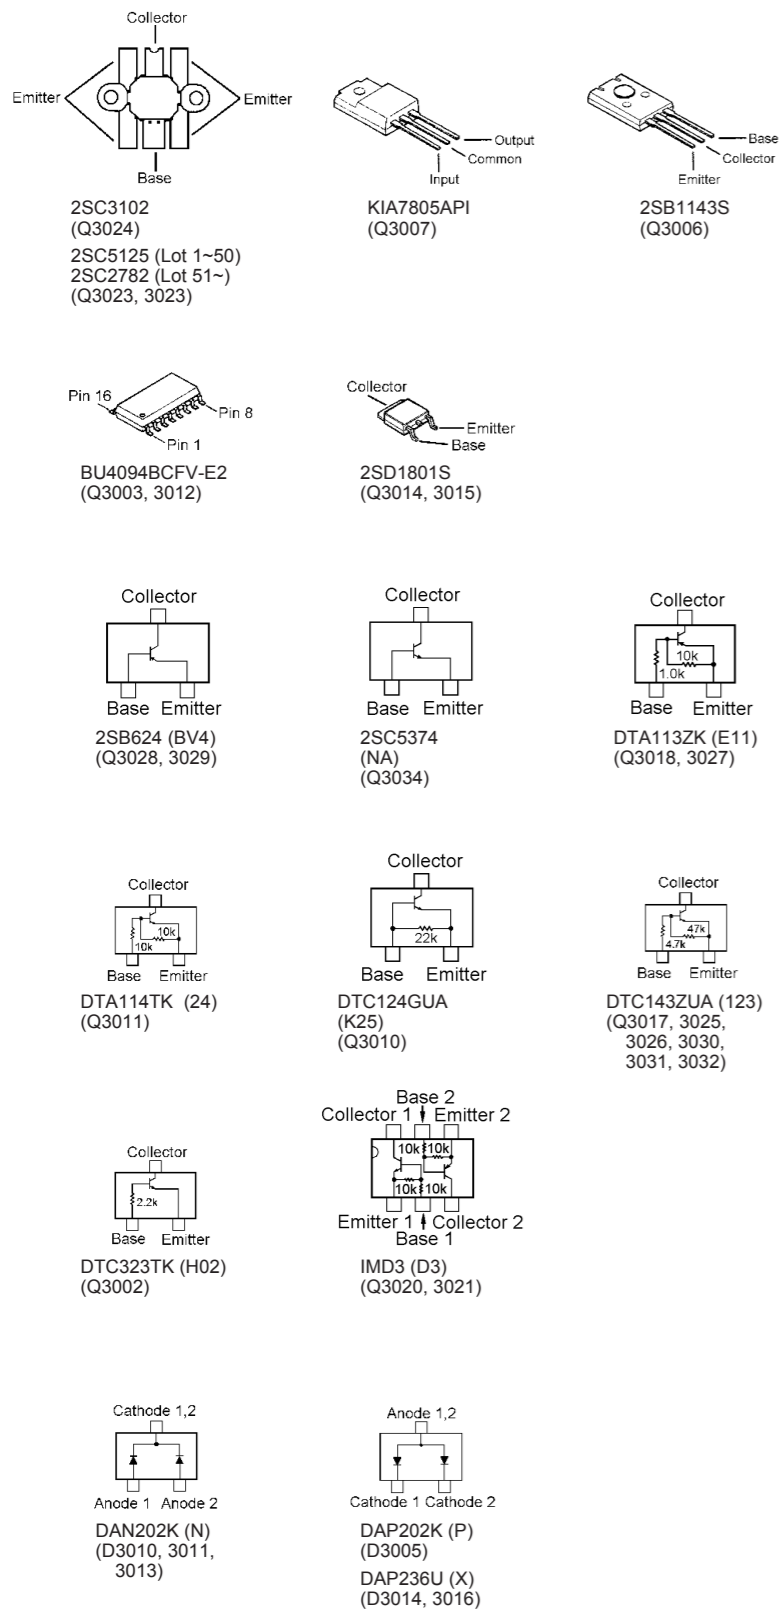 Collector
Emitter
Emitter
Base
2SC3102
(Q3024)
2SC5125 (Lot 1~50)
2SC2782 (Lot 51~)
(Q3023, 3023)
Output
Common
Input
KIA7805API
(Q3007)
Base
Collector
Emitter
2SB1143S
(Q3006)
Pin 16
Pin 8
Pin 1
BU4094BCFV-E2
(Q3003, 3012)
Collector
Emitter
Base
2SD1801S
(Q3014, 3015)
Collector
Base Emitter
2SB624 (BV4)
(Q3028, 3029)
Collector
Base Emitter
2SC5374
(NA)
(Q3034)
Collector
10k
1.0k
Base Emitter
DTA113ZK (E11)
(Q3018, 3027)
Collector
10k
10k
Base Emitter
DTA114TK (24)
(Q3011)
Collector
22k
Base Emitter
DTC124GUA
(K25)
(Q3010)
Collector
47k
4.7k
Base Emitter
DTC143ZUA (123)
(Q3017, 3025,
3026, 3030,
3031, 3032)
Collector
2.2k
Base Emitter
DTC323TK (H02)
(Q3002)
Base 2
Collector 1 Emitter 2
10k 10k
10k 10k
Emitter 1 Collector 2
Base 1
IMD3 (D3)
(Q3020, 3021)
Cathode 1,2
Anode 1 Anode 2
DAN202K (N)
(D3010, 3011,
3013)
Anode 1,2
Cathode 1 Cathode 2
DAP202K (P)
(D3005)
DAP236U (X)
(D3014, 3016)